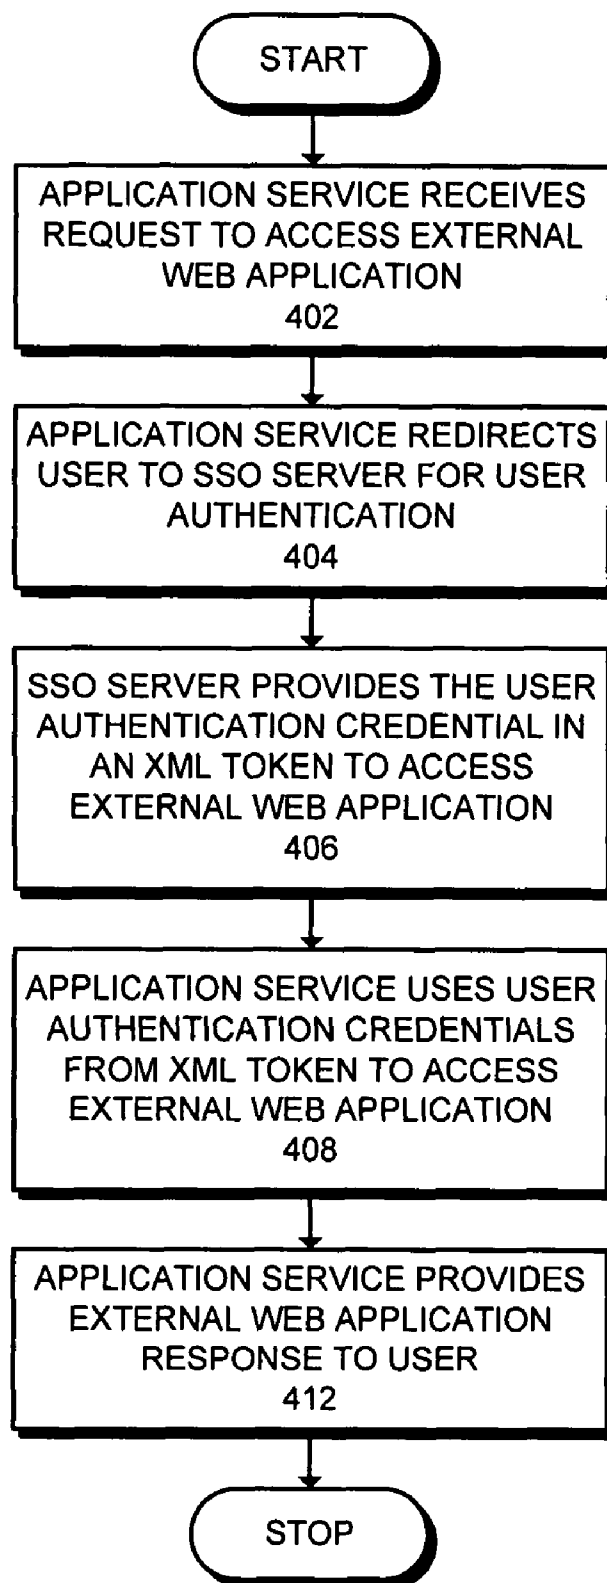 START
APPLICATION SERVICE RECEIVES
REQUEST TO ACCESS EXTERNAL
WEB APPLICATION
402
APPLICATION SERVICE REDIRECTS
USER TO SSO SERVER FOR USER
AUTHENTICATION
404
SSO SERVER PROVIDES THE USER
AUTHENTICATION CREDENTIAL IN
AN XML TOKEN TO ACCESS
EXTERNAL WEB APPLICATION
406
APPLICATION SERVICE USES USER
AUTHENTICATION CREDENTIALS
FROM XML TOKEN TO ACCESS
EXTERNAL WEB APPLICATION
408
APPLICATION SERVICE PROVIDES
EXTERNAL WEB APPLICATION
RESPONSE TO USER
412
STOP